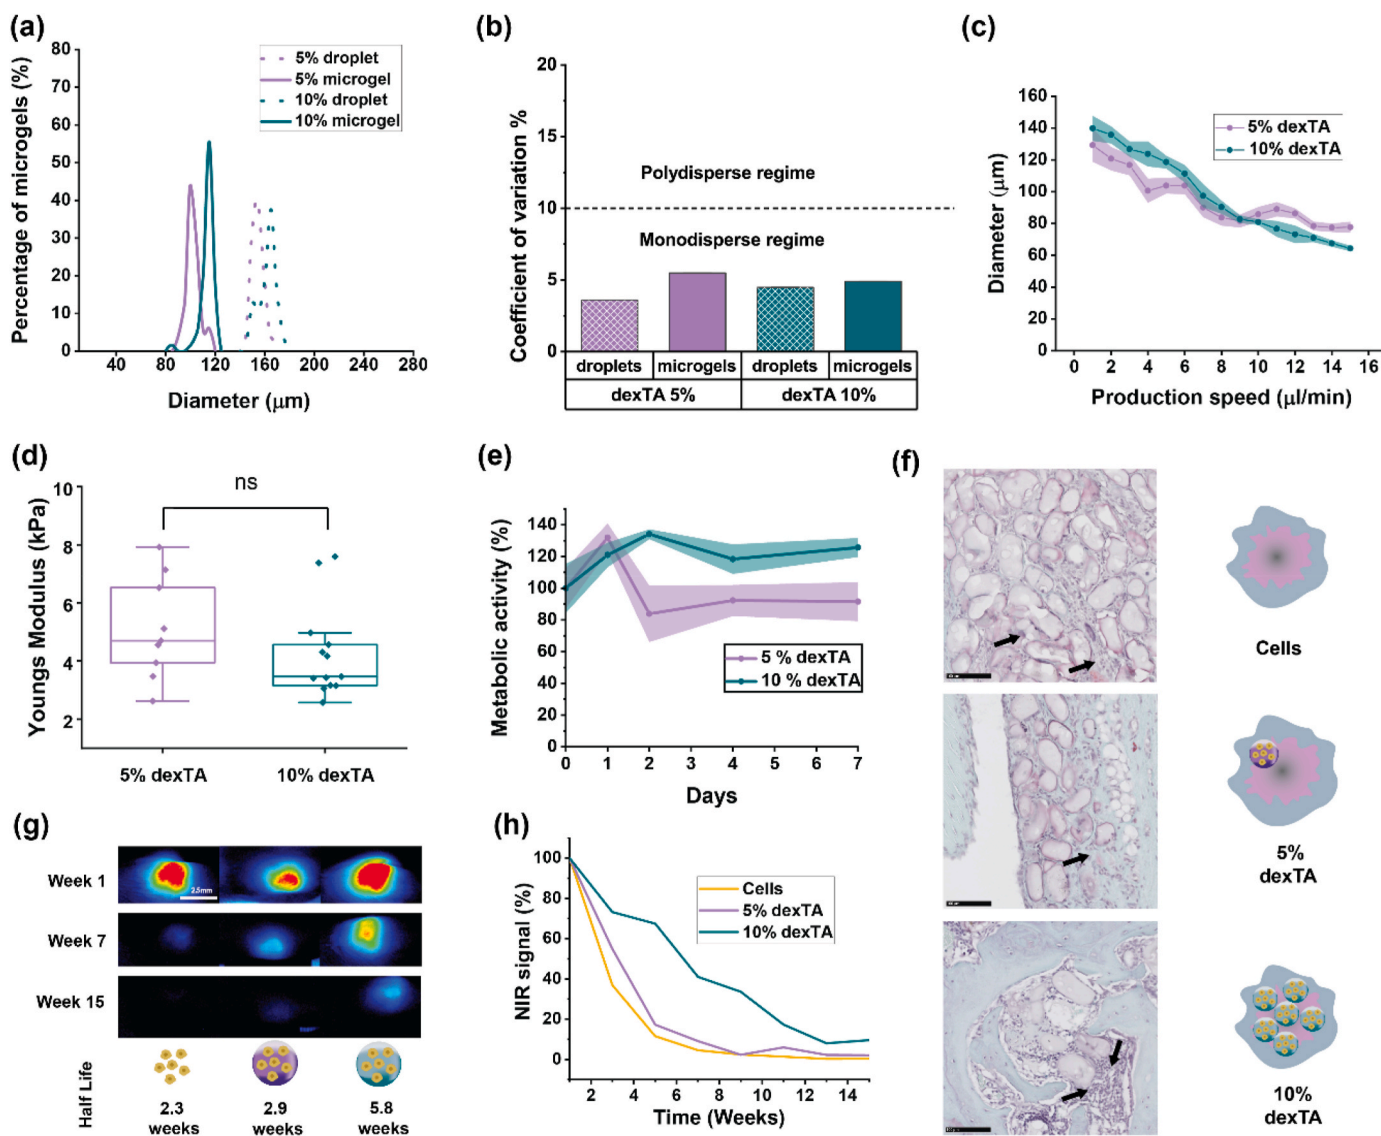 (a)
80
70
60
50
40
30
20
10
0
Percentage of microgels (%)
5% droplet
5% microgel
10% droplet
10% microgel
40 80 120 160 200 240 280
Diameter (μm)
(b)
20
15
10
5
0
Coefficient of variation %
Polydisperse regime
Monodisperse regime
droplets microgels droplets microgels
dexTA 5% dexTA 10%
(c)
160
140
120
100
80
60
40
20
0
Diameter (μm)
5% dexTA
10% dexTA
0 2 4 6 8 10 12 14 16
Production speed (μl/min)
(d)
10
8
6
4
2
Youngs Modulus (kPa)
ns
5% dexTA 10% dexTA
(e)
140
120
100
80
60
40
20
0
Metabolic activity (%)
5 % dexTA
10 % dexTA
0 1 2 3 4 5 6 7
Days
(f)
Cells
5%
dexTA
10%
dexTA
(g)
Week 1
2.5mm
Week 7
Week 15
Half Life
2.3
weeks
2.9
weeks
5.8
weeks
(h)
100
80
60
40
20
0
NIR signal (%)
Cells
5% dexTA
10% dexTA
2 4 6 8 10 12 14
Time (Weeks)